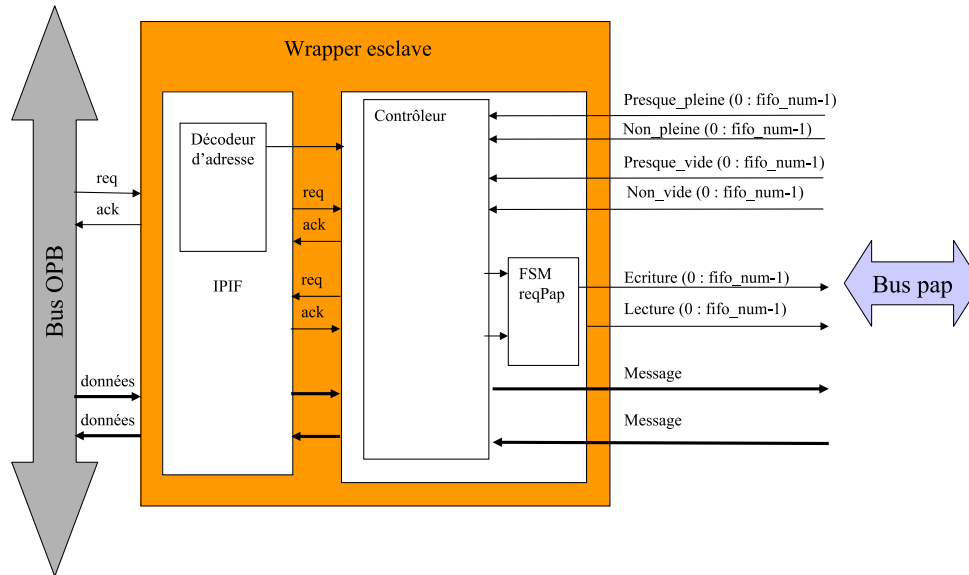 Wrapper esclave
Bus OPB
req
ack
données
données
Décodeur
d’adresse
IPIF
req
ack
req
ack
Contrôleur
FSM
reqPap
Presque_pleine (0 : fifo_num-1)
Non_pleine (0 : fifo_num-1)
Presque_vide (0 : fifo_num-1)
Non_vide (0 : fifo_num-1)
Ecriture (0 : fifo_num-1)
Lecture (0 : fifo_num-1)
Message
Message
Bus pap